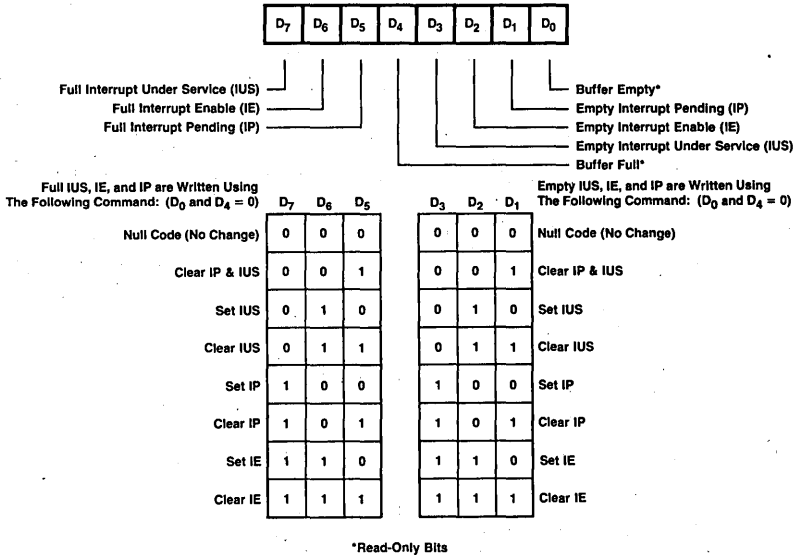 D7 D6 D5 D4 D3 D2 D1 D0
Full Interrupt Under Service (IUS)
Full Interrupt Enable (IE)
Full Interrupt Pending (IP)
Buffer Empty*
Empty Interrupt Pending (IP)
Empty Interrupt Enable (IE)
Empty Interrupt Under Service (IUS)
Buffer Full*
Full IUS, IE, and IP are Written Using
The Following Command: (D0 and D4 = 0)
D7 D6 D5
Null Code (No Change) 0 0 0
Clear IP & IUS 0 0 1
Set IUS 0 1 0
Clear IUS 0 1 1
Set IP 1 0 0
Clear IP 1 0 1
Set IE 1 1 0
Clear IE 1 1 1
Empty IUS, IE, and IP are Written Using
The Following Command: (D0 and D4 = 0)
D3 D2 D1
0 0 0 Null Code (No Change)
0 0 1 Clear IP & IUS
0 1 0 Set IUS
0 1 1 Clear IUS
1 0 0 Set IP
1 0 1 Clear IP
1 1 0 Set IE
1 1 1 Clear IE
*Read-Only Bits